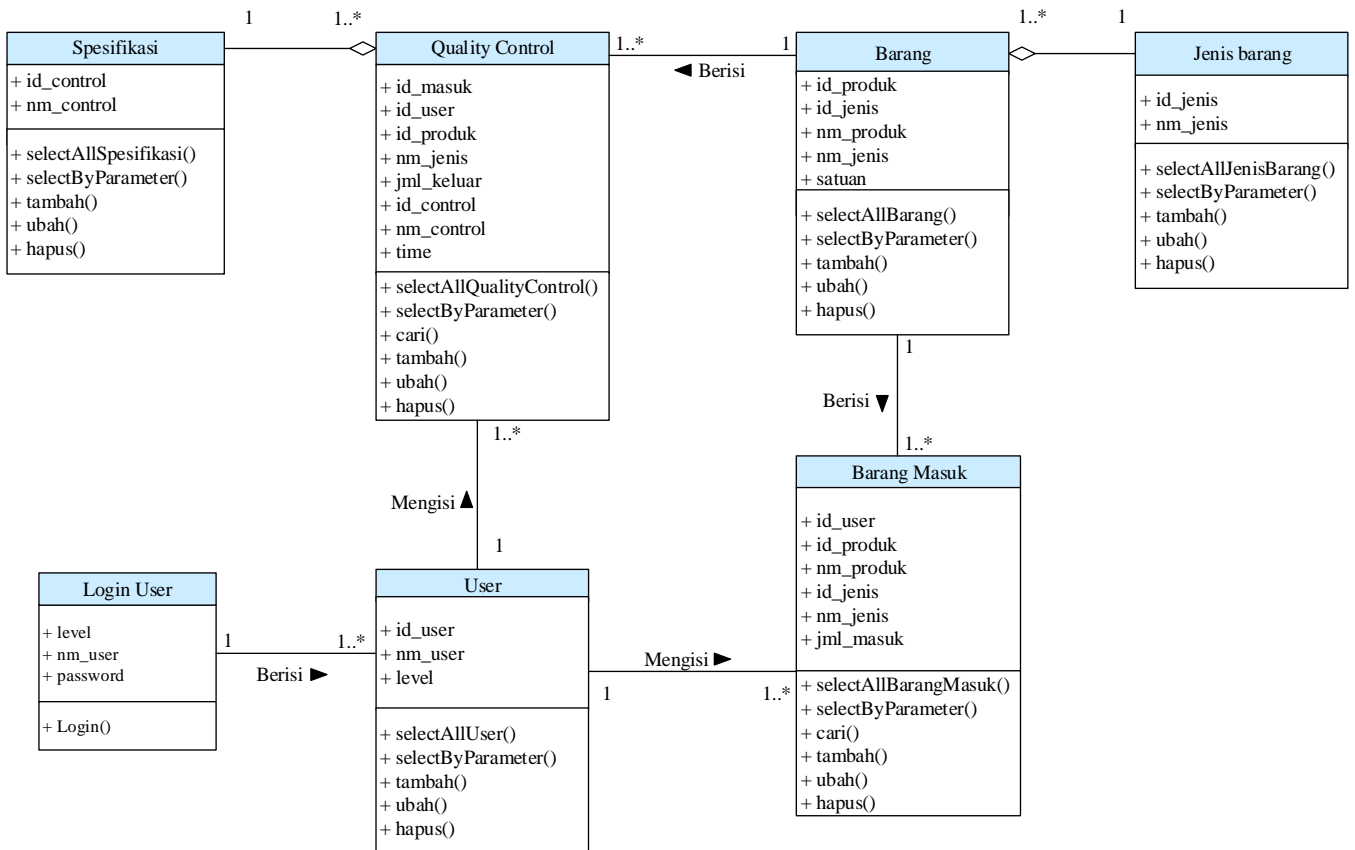 1
1..*
Spesifikasi
+ id_control
+ nm_control
+ selectAllSpesifikasi()
+ selectByParameter()
+ tambah()
+ ubah()
+ hapus()
Quality Control
+ id_masuk
+ id_user
+ id_produk
+ nm_jenis
+ jml_keluar
+ id_control
+ nm_control
+ time
+ selectAllQualityControl()
+ selectByParameter()
+ cari()
+ tambah()
+ ubah()
+ hapus()
1..*
1
◄ Berisi
Barang
+ id_produk
+ id_jenis
+ nm_produk
+ nm_jenis
+ satuan
+ selectAllBarang()
+ selectByParameter()
+ tambah()
+ ubah()
+ hapus()
1..*
1
Jenis barang
+ id_jenis
+ nm_jenis
+ selectAllJenisBarang()
+ selectByParameter()
+ tambah()
+ ubah()
+ hapus()
1
Berisi ▼
1..*
1..*
Mengisi ▲
1
Login User
+ level
+ nm_user
+ password
+ Login()
1
1..*
Berisi ►
User
+ id_user
+ nm_user
+ level
+ selectAllUser()
+ selectByParameter()
+ tambah()
+ ubah()
+ hapus()
Mengisi ►
1
1..*
Barang Masuk
+ id_user
+ id_produk
+ nm_produk
+ id_jenis
+ nm_jenis
+ jml_masuk
+ selectAllBarangMasuk()
+ selectByParameter()
+ cari()
+ tambah()
+ ubah()
+ hapus()